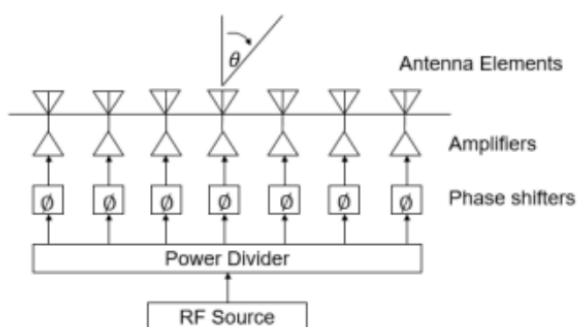 θ
Antenna Elements
Amplifiers
Ø Ø Ø Ø Ø Ø Ø
Phase shifters
Power Divider
RF Source